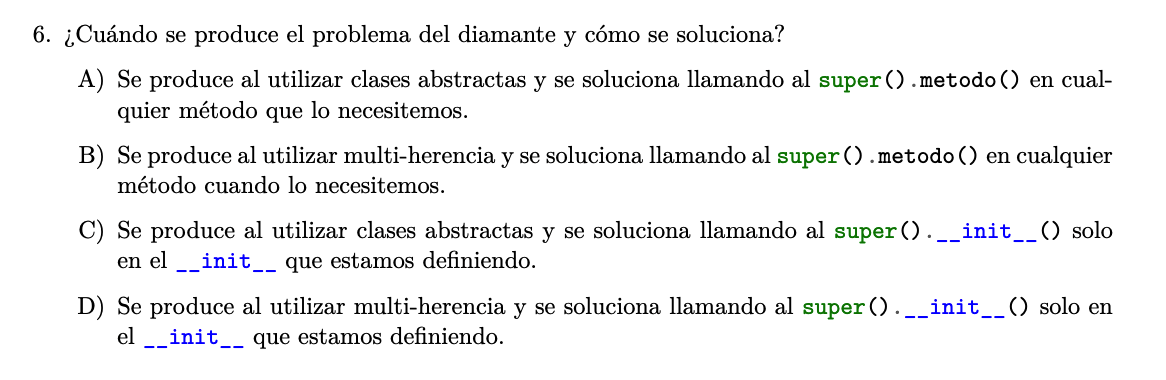 6. ¿Cuándo se produce el problema del diamante y cómo se soluciona?
A) Se produce al utilizar clases abstractas y se soluciona llamando al super().metodo() en cual-
quier método que lo necesitemos.
B) Se produce al utilizar multi-herencia y se soluciona llamando al super().metodo() en cualquier
método cuando lo necesitemos.
C) Se produce al utilizar clases abstractas y se soluciona llamando al super().__init__() solo
en el __init__ que estamos definiendo.
D) Se produce al utilizar multi-herencia y se soluciona llamando al super().__init__() solo en
el __init__ que estamos definiendo.